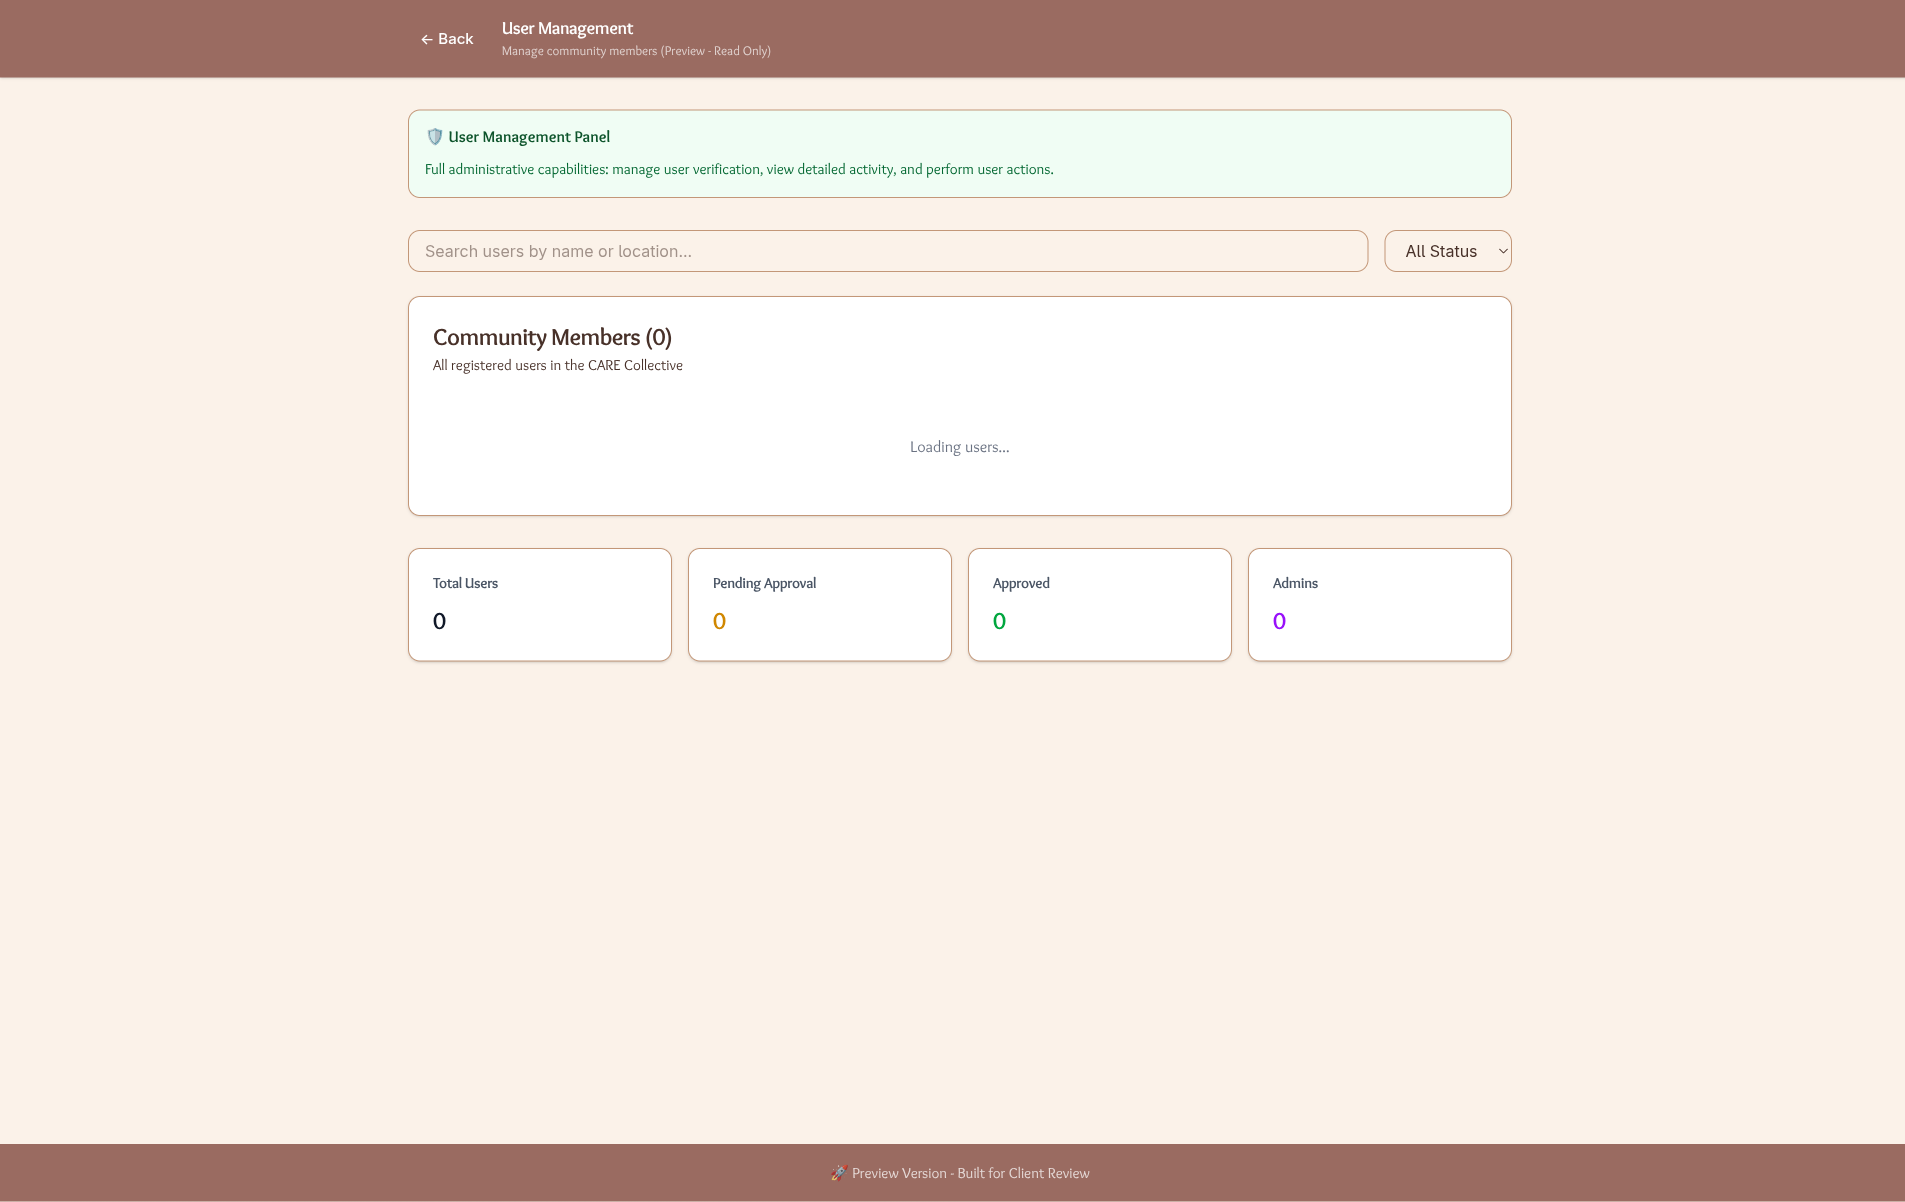 ← Back
User Management
Manage community members (Preview - Read Only)
🛡️ User Management Panel
Full administrative capabilities: manage user verification, view detailed activity, and perform user actions.
Search users by name or location...
All Status
Community Members (0)
All registered users in the CARE Collective
Loading users...
Total Users
0
Pending Approval
0
Approved
0
Admins
0
🚀 Preview Version - Built for Client Review